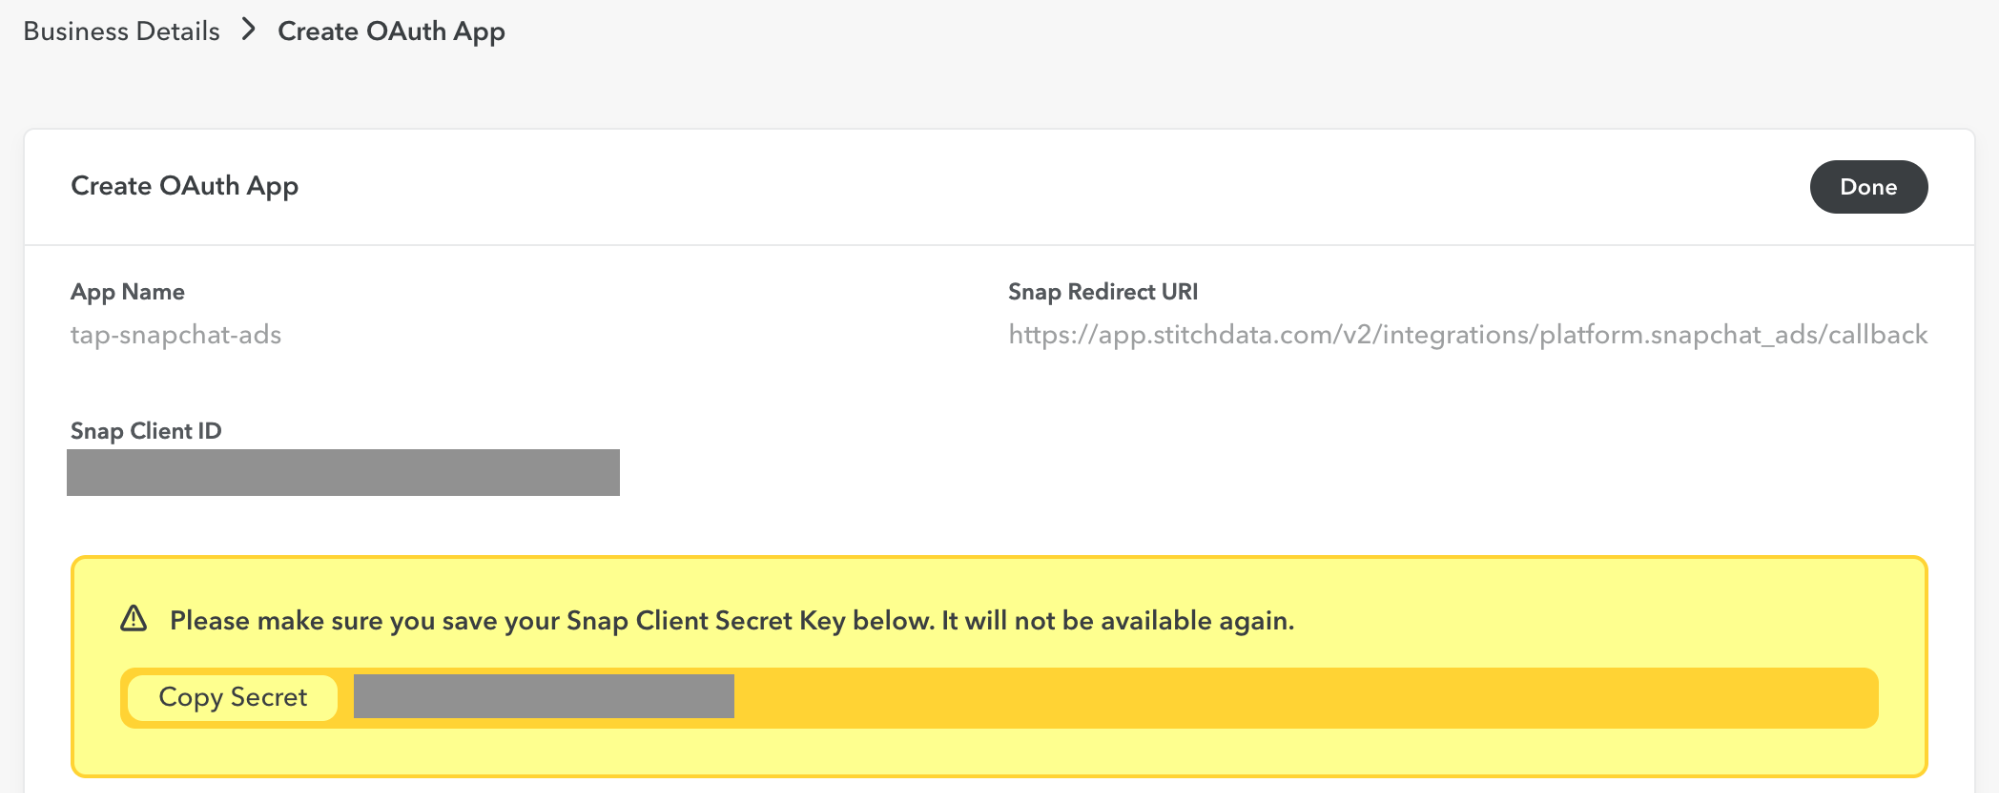 Business Details > Create OAuth App
Create OAuth App
Done
App Name
Snap Redirect URI
tap-snapchat-ads
https://app.stitchdata.com/v2/integrations/platform.snapchat_ads/callback
Snap Client ID
Please make sure you save your Snap Client Secret Key below. It will not be available again.
Copy Secret